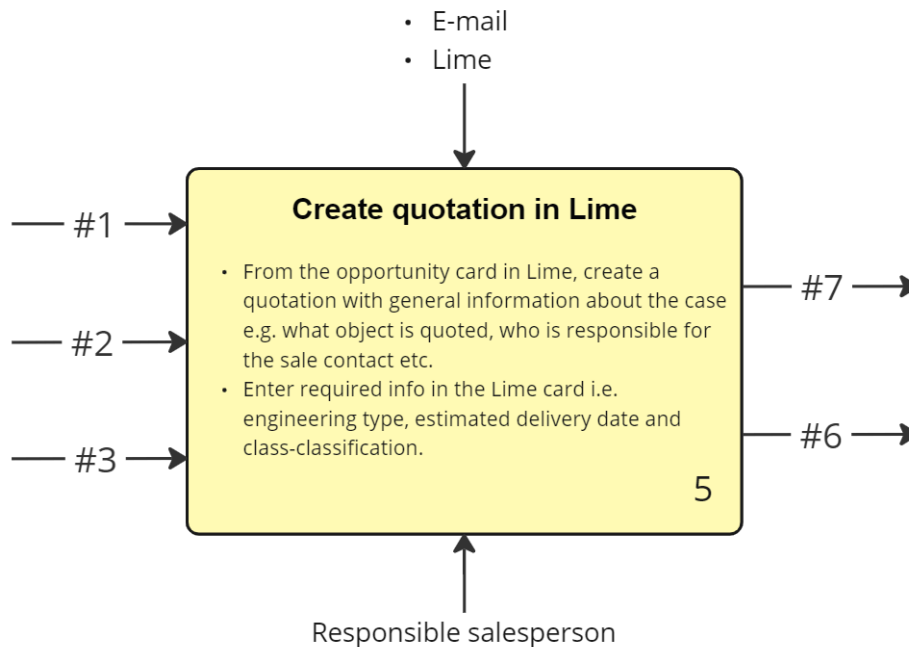 • E-mail
• Lime
Create quotation in Lime
#1
• From the opportunity card in Lime, create a
quotation with general information about the case
e.g. what object is quoted, who is responsible for
the sale contact etc.
• Enter required info in the Lime card i.e.
engineering type, estimated delivery date and
class-classification.
#2
#3
#7
#6
5
Responsible salesperson